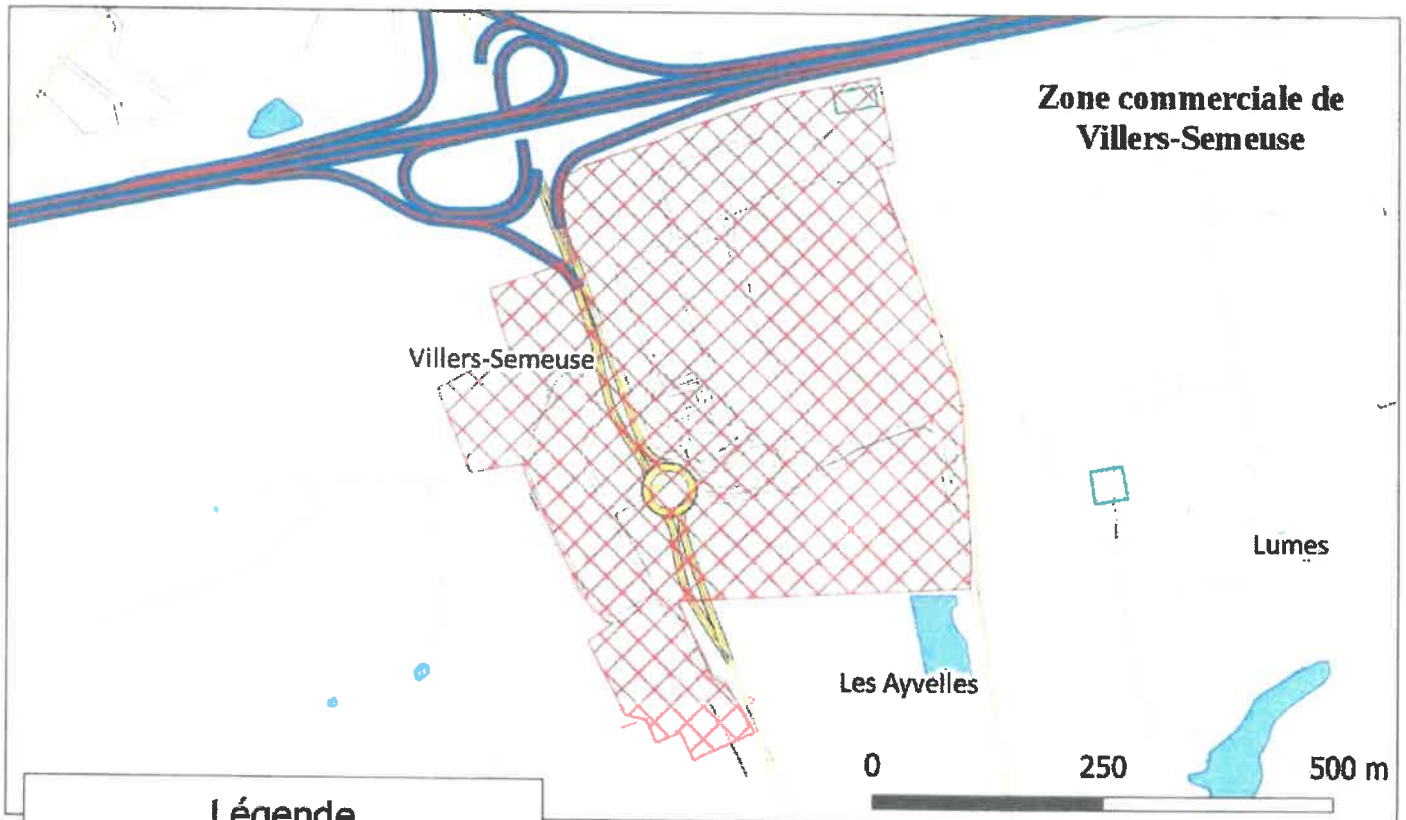 Zone commerciale de
Villers-Semeuse
Villers-Semeuse
Lumes
Les Ayvelles
0 250 500 m
Légende